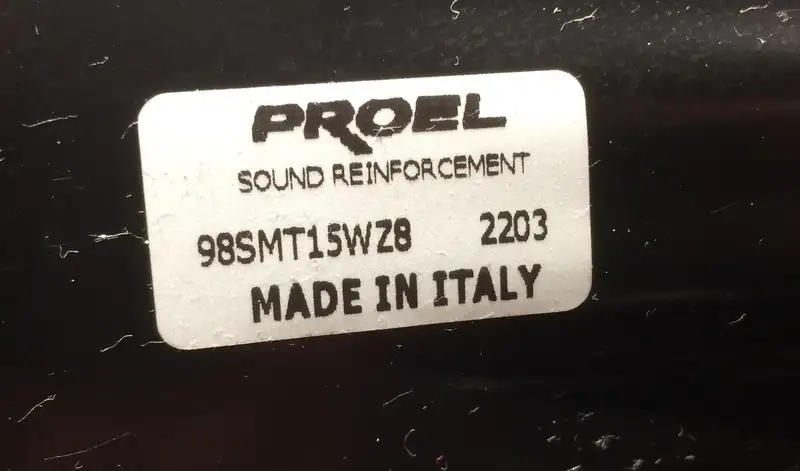 PROEL
SOUND REINFORCEMENT
98SMT15WZ8 2203
MADE IN ITALY